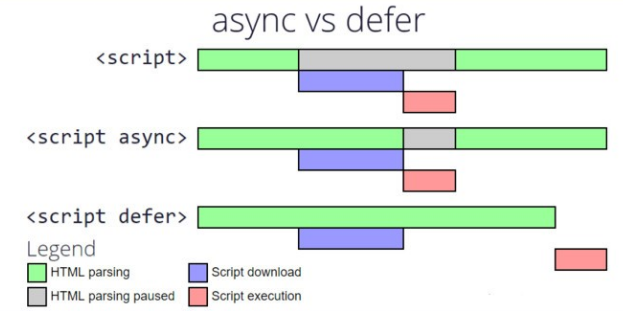 async vs defer
<script>
<script async>
<script defer>
Legend
HTML parsing
Script download
HTML parsing paused
Script execution